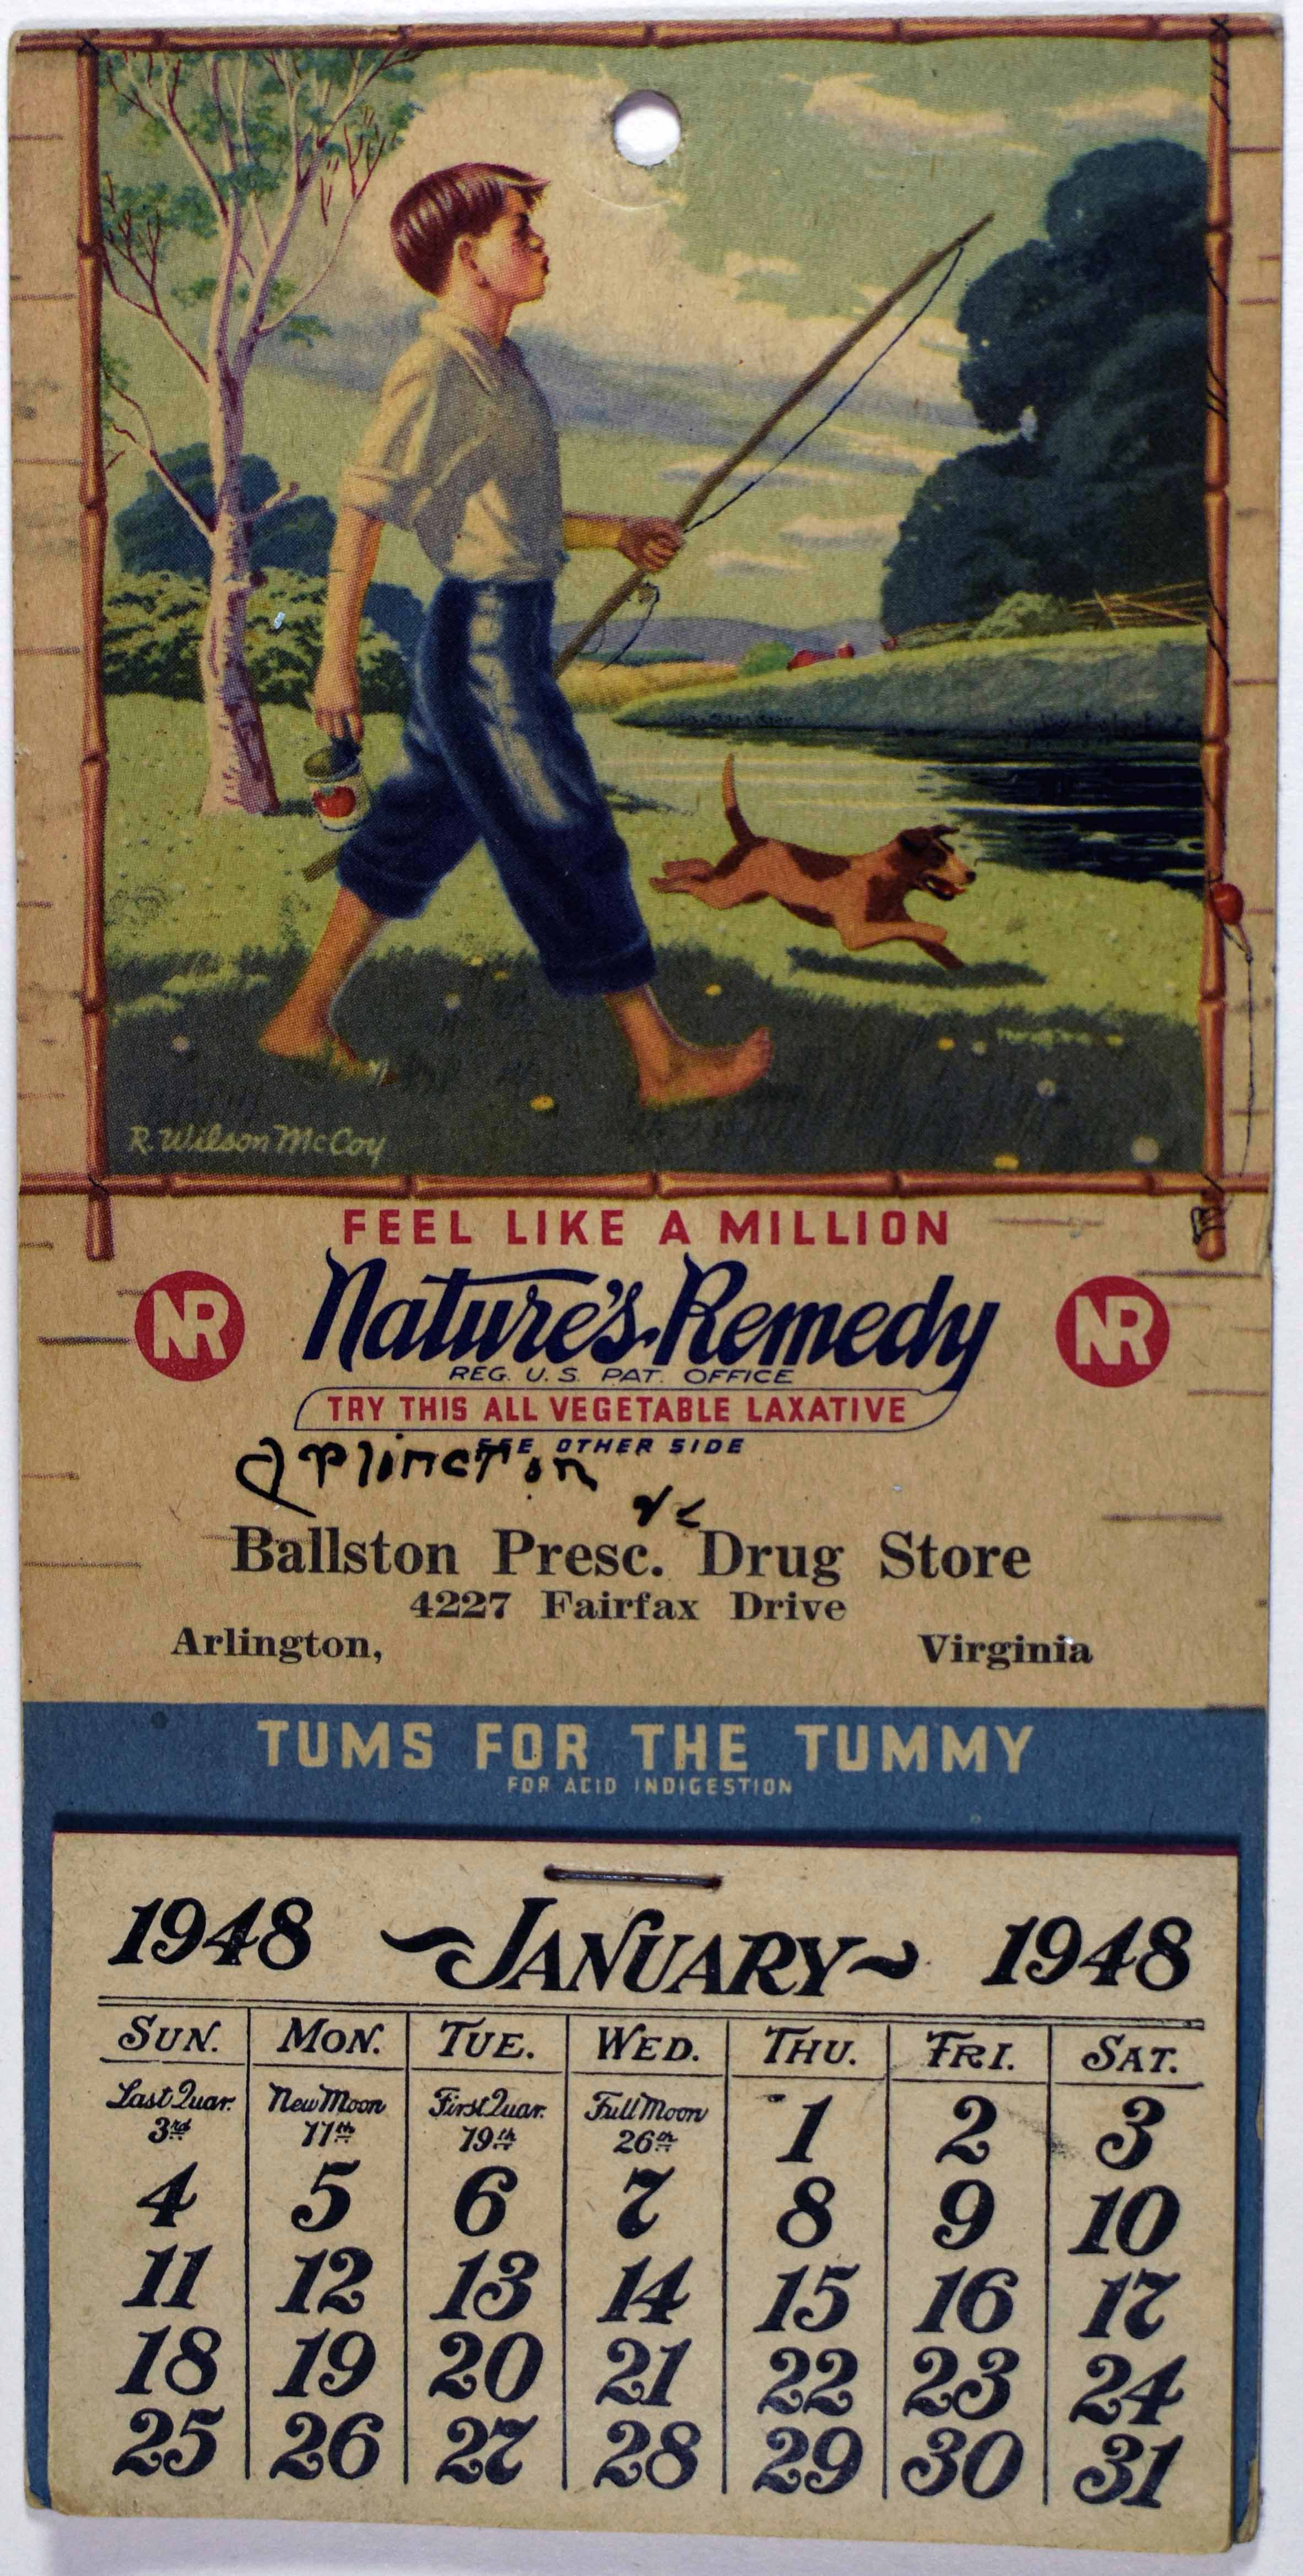 R. Wilson McCoy
FEEL LIKE A MILLION
NR Nature's Remedy NR
REG. U. S. PAT. OFFICE
TRY THIS ALL VEGETABLE LAXATIVE
SEE OTHER SIDE
Ballston Presc. Drug Store
4227 Fairfax Drive
Arlington, Virginia
TUMS FOR THE TUMMY
FOR ACID INDIGESTION
1948 ~JANUARY~ 1948
SUN. MON. TUE. WED. THU. FRI. SAT.
Last Quar. 3rd New Moon 11th First Quar. 19th Full Moon 26th 1 2 3
4 5 6 7 8 9 10
11 12 13 14 15 16 17
18 19 20 21 22 23 24
25 26 27 28 29 30 31